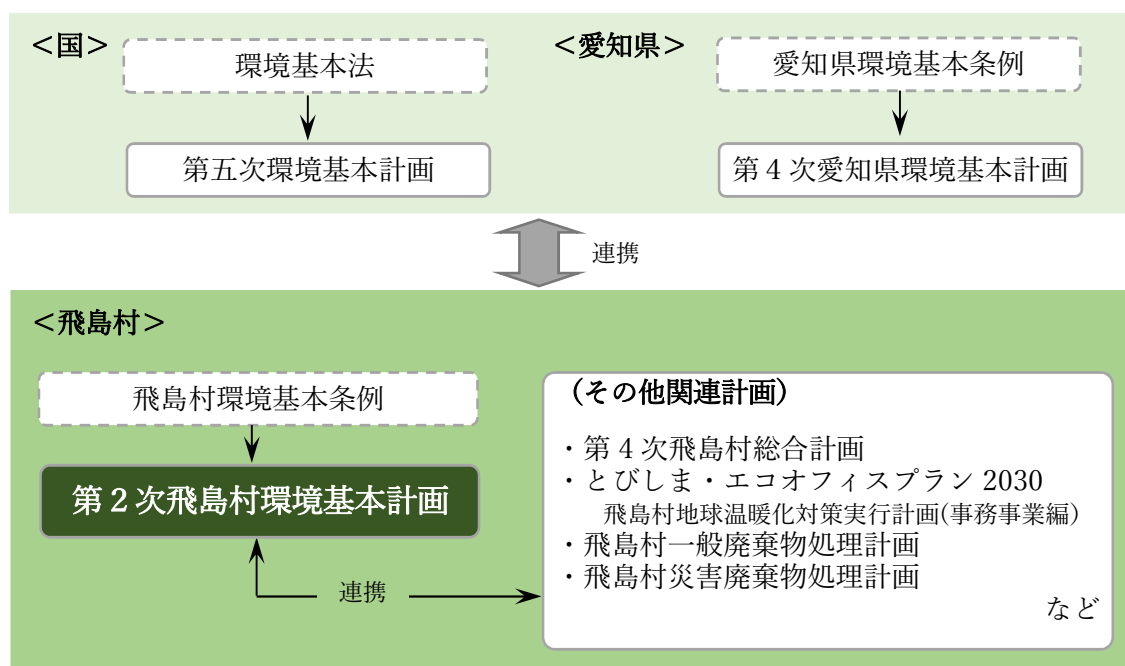 ＜国＞
環境基本法
第五次環境基本計画
＜愛知県＞
愛知県環境基本条例
第４次愛知県環境基本計画
連携
＜飛島村＞
飛島村環境基本条例
第２次飛島村環境基本計画
連携
（その他関連計画）
・第４次飛島村総合計画
・とびしま・エコオフィスプラン 2030
飛島村地球温暖化対策実行計画(事務事業編)
・飛島村一般廃棄物処理計画
・飛島村災害廃棄物処理計画
など